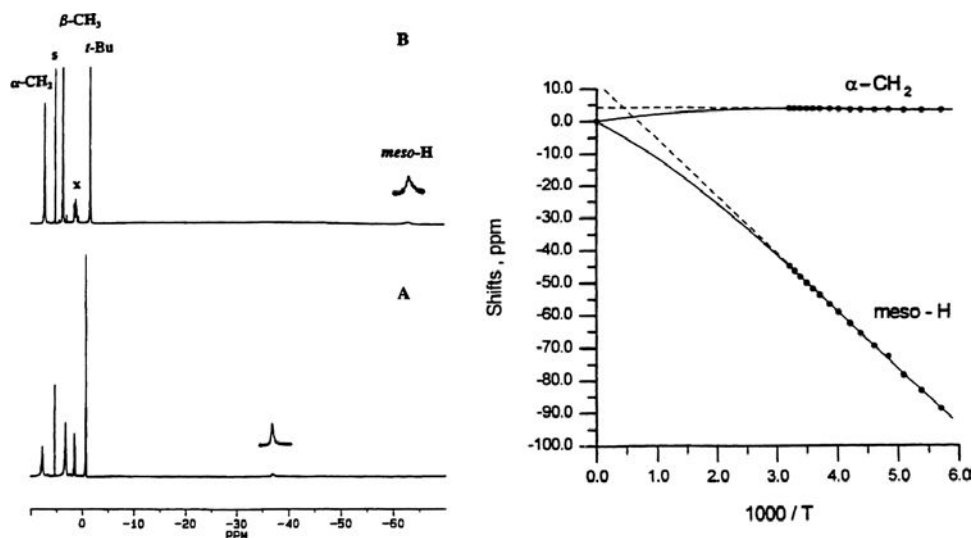 β-CH₃
B
s
t-Bu
α-CH₂
meso-H
x
A
0
-10
-20
-30
-40
-50
-60
PPM
α-CH₂
10.0
0.0
-10.0
-20.0
-30.0
-40.0
-50.0
-60.0
-70.0
-80.0
-90.0
-100.0
Shifts, ppm
meso - H
0.0 1.0 2.0 3.0 4.0 5.0 6.0
1000 / T